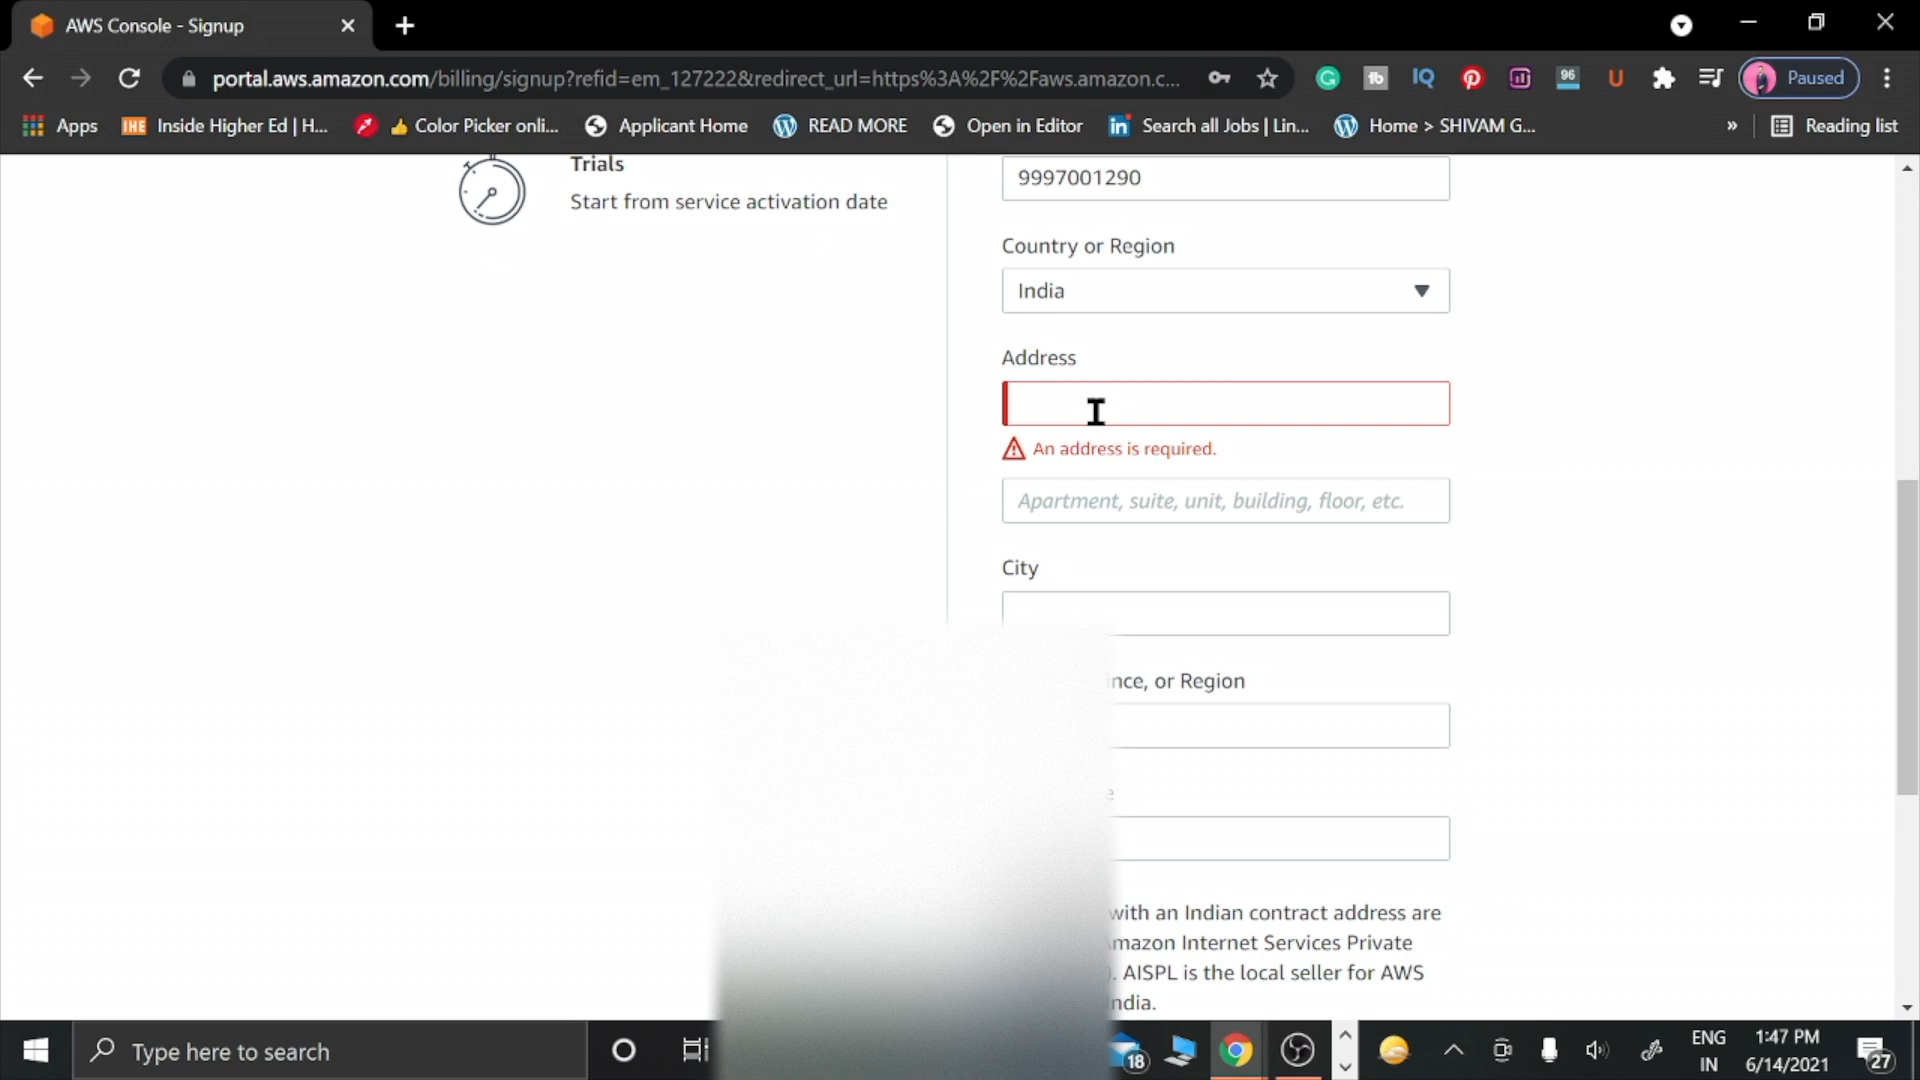 AWS Console - Signup
portal.aws.amazon.com/billing/signup?refid=em_127222&redirect_url=https%3A%2F%2Faws.amazon.c...
96
Paused
Apps
IHE Inside Higher Ed | H...
Color Picker onli...
Applicant Home
READ MORE
Open in Editor
Search all Jobs | Lin...
Home > SHIVAM G...
»
Reading list
Trials
Start from service activation date
9997001290
Country or Region
India
Address
An address is required.
Apartment, suite, unit, building, floor, etc.
City
nce, or Region
e
with an Indian contract address are
mazon Internet Services Private
). AISPL is the local seller for AWS
ndia.
Type here to search
18
ENG
IN
1:47 PM
6/14/2021
27